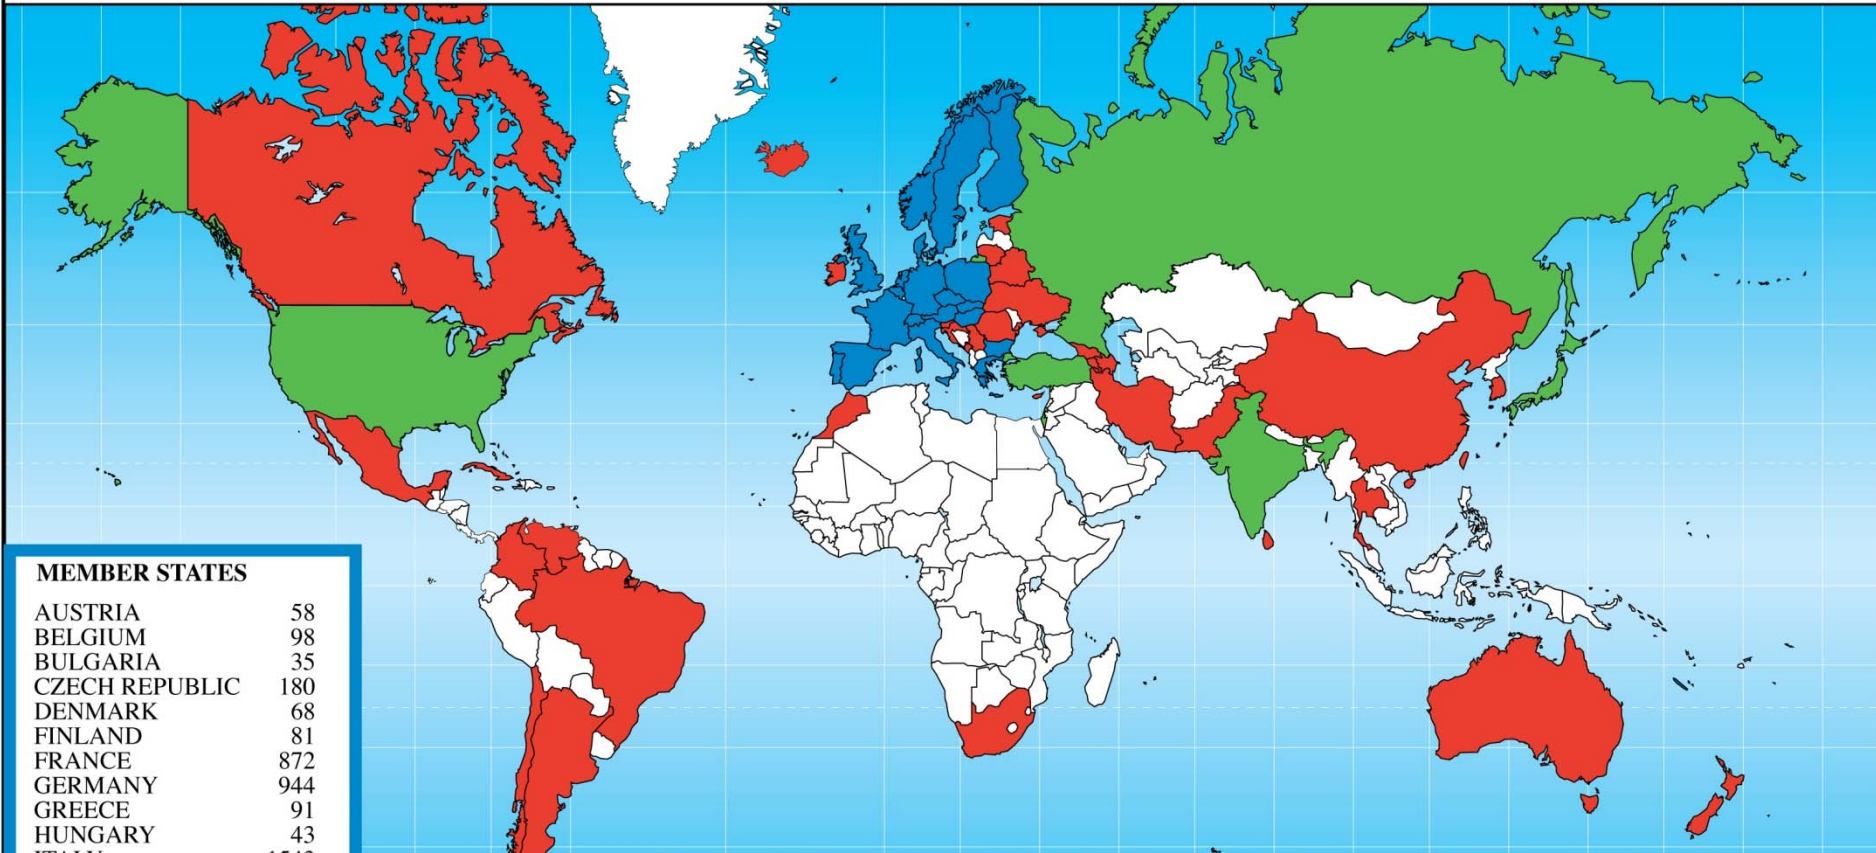 MEMBER STATES
AUSTRIA 58
BELGIUM 98
BULGARIA 35
CZECH REPUBLIC 180
DENMARK 68
FINLAND 81
FRANCE 872
GERMANY 944
GREECE 91
HUNGARY 43